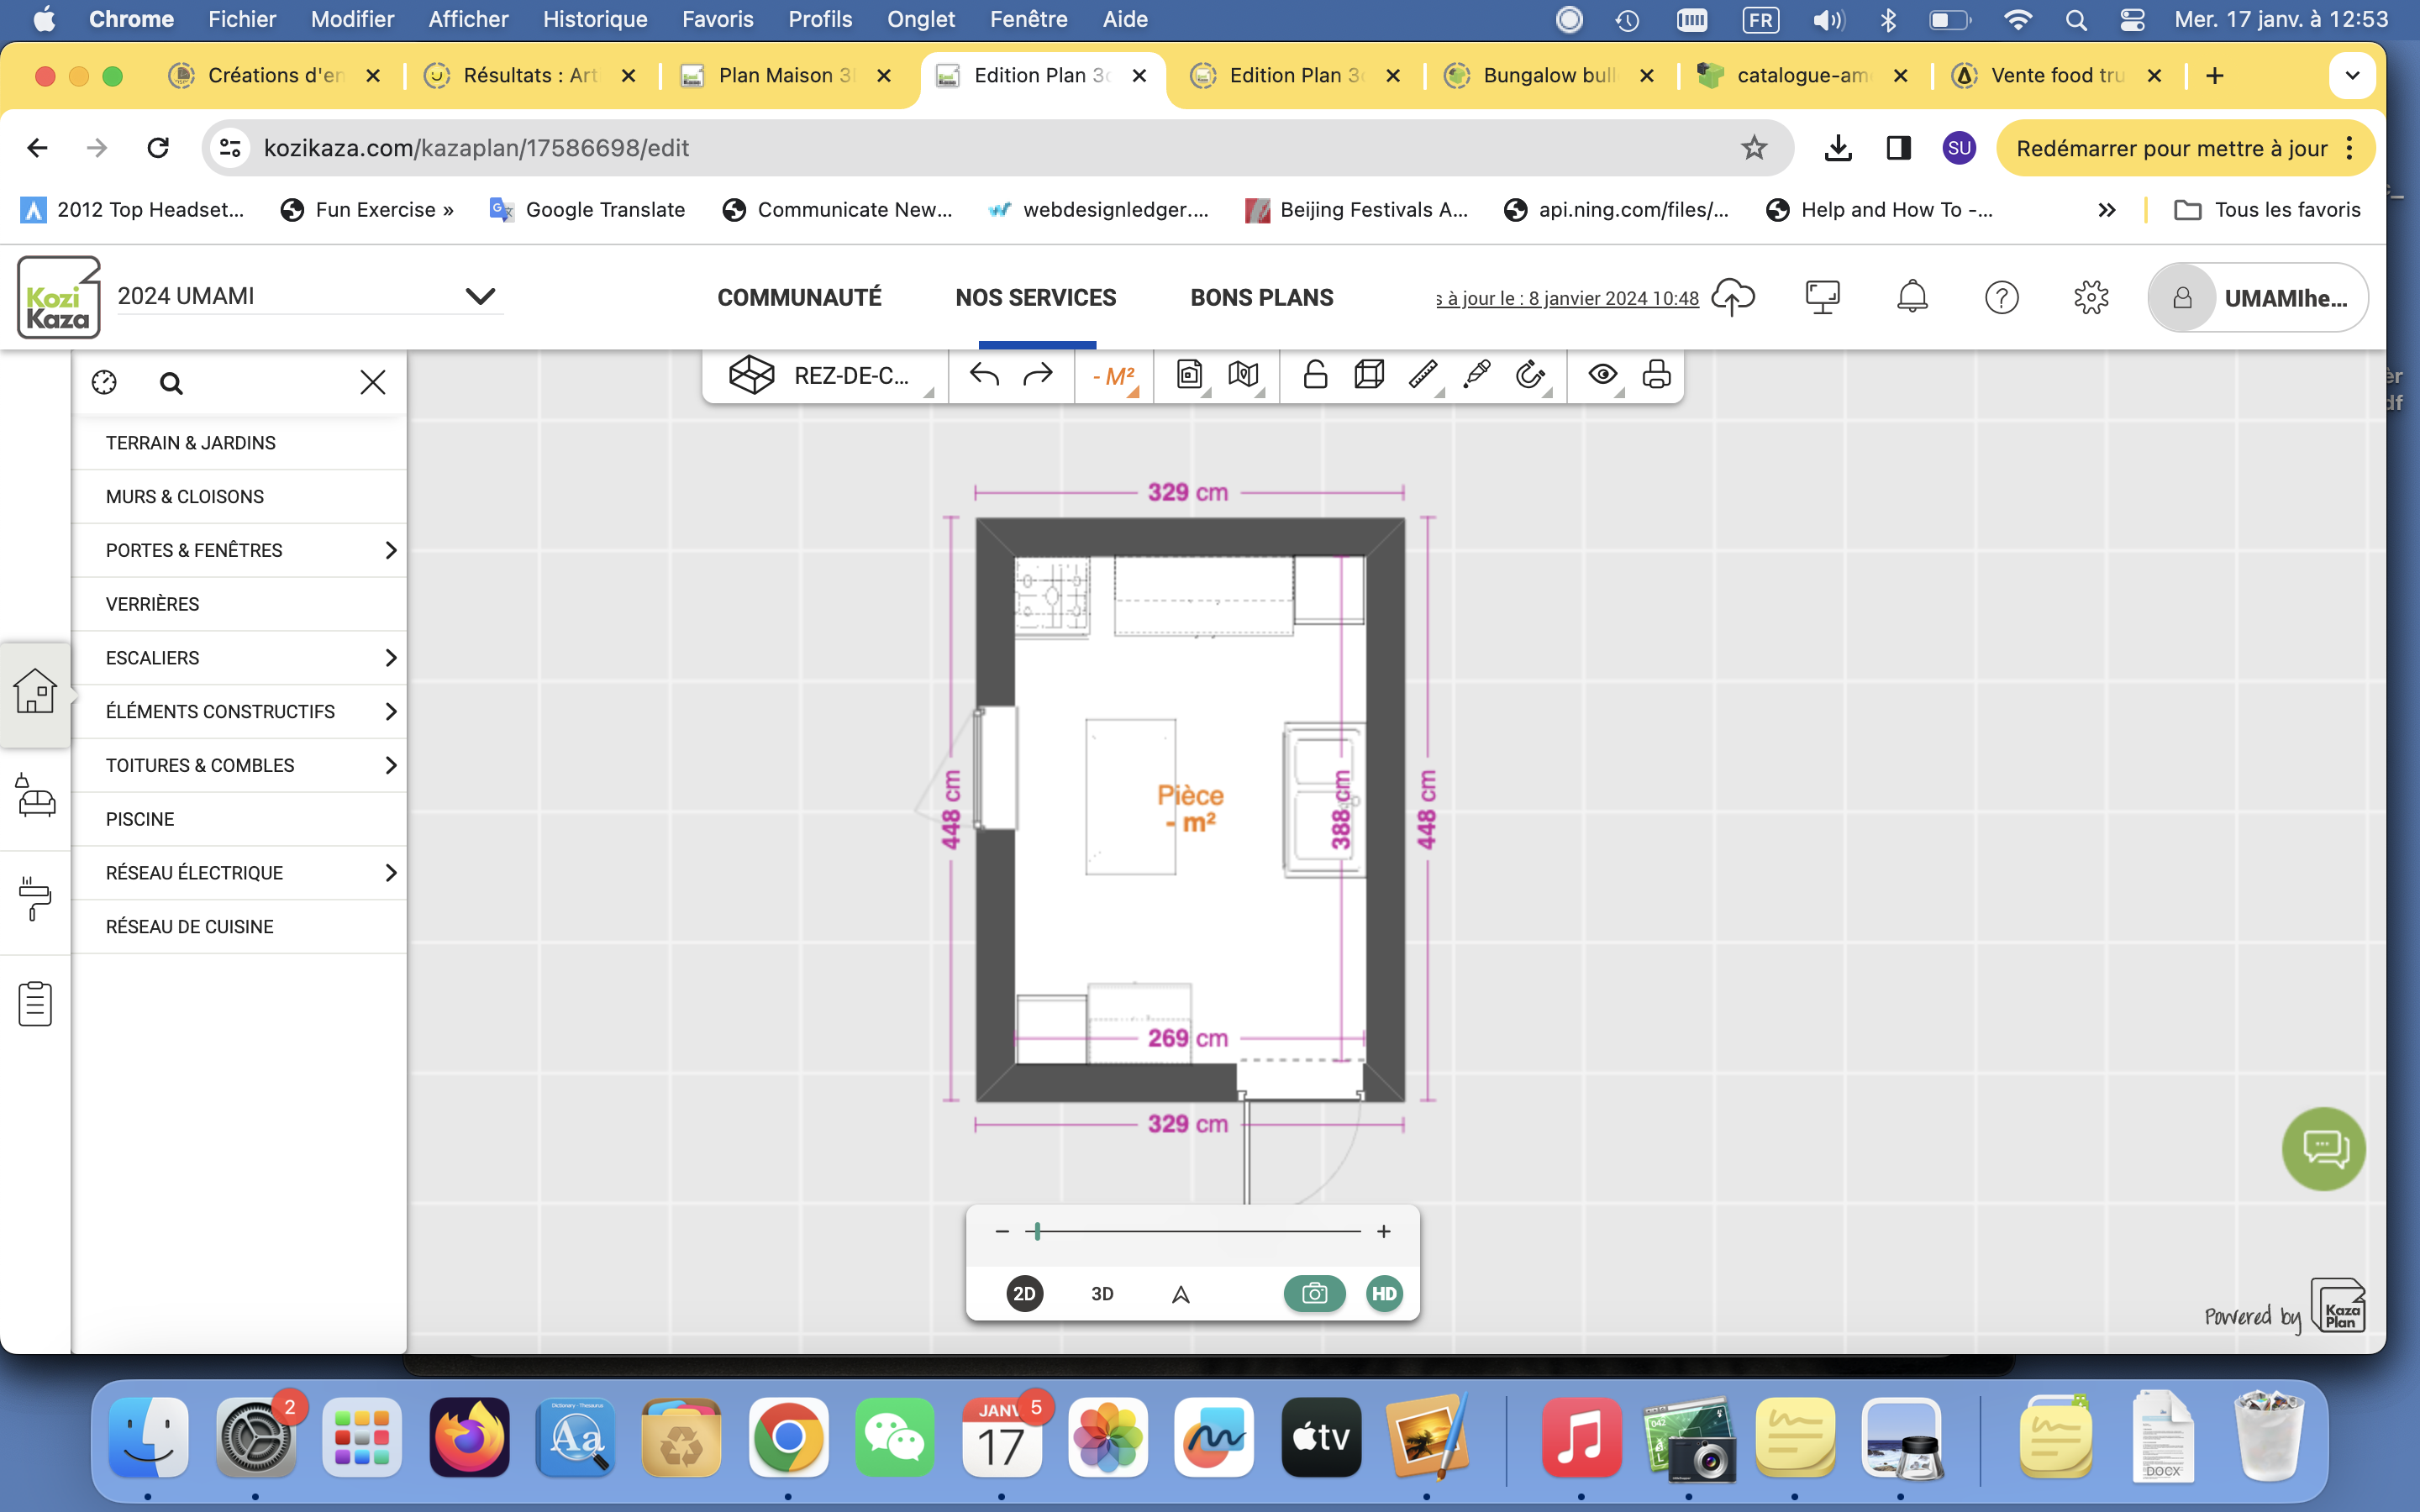 Chrome Fichier Modifier Afficher Historique Favoris Profils Onglet Fenêtre Aide FR Mer. 17 janv. à 12:53
Créations d'en Résultats : Art Plan Maison 3 Edition Plan 3d Edition Plan 3d Bungalow bull catalogue-am Vente food tru
kozikaza.com/kazaplan/17586698/edit SU Redémarrer pour mettre à jour
2012 Top Headset... Fun Exercise » Google Translate Communicate New... webdesignledger.... Beijing Festivals A... api.ning.com/files/... Help and How To -... » Tous les favoris
Kozi Kaza 2024 UMAMI COMMUNAUTÉ NOS SERVICES BONS PLANS s à jour le : 8 janvier 2024 10:48 UMAMIhe...
REZ-DE-C... - M²
TERRAIN & JARDINS
MURS & CLOISONS
PORTES & FENÊTRES
VERRIÈRES
ESCALIERS
ÉLÉMENTS CONSTRUCTIFS
TOITURES & COMBLES
PISCINE
RÉSEAU ÉLECTRIQUE
RÉSEAU DE CUISINE
329 cm
448 cm
Pièce
- m²
388 cm
448 cm
269 cm
329 cm
2D 3D HD
Powered by Kaza Plan
2
Dictionary - Thesaurus
Aa
JANV 5
17
tv
042
DOCX